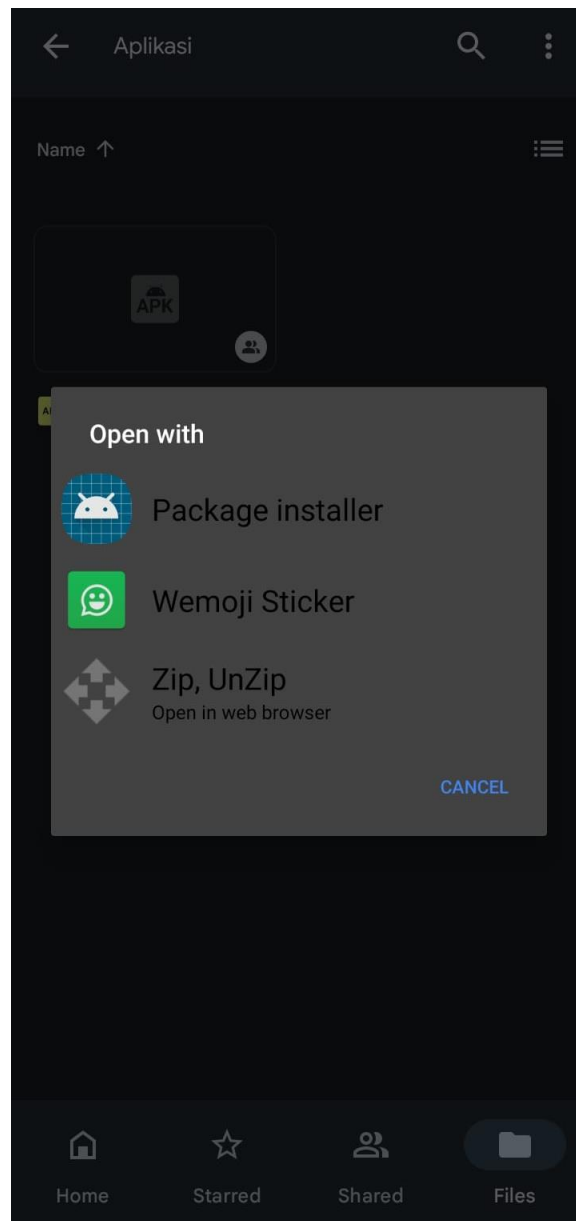 Aplikasi
Name
APK
Open with
Package installer
Wemoji Sticker
Zip, UnZip
Open in web browser
CANCEL
Home
Starred
Shared
Files